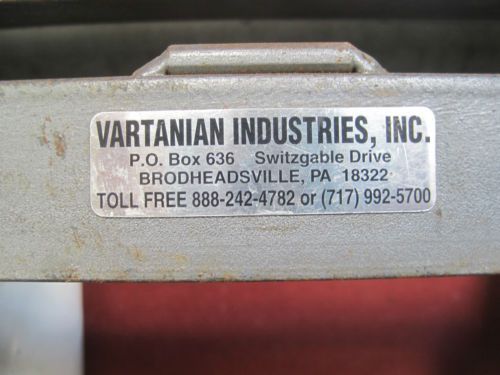 VARTANIAN INDUSTRIES, INC.
P.O. Box 636 Switzgable Drive
BRODHEADSVILLE, PA 18322
TOLL FREE 888-242-4782 or (717) 992-5700